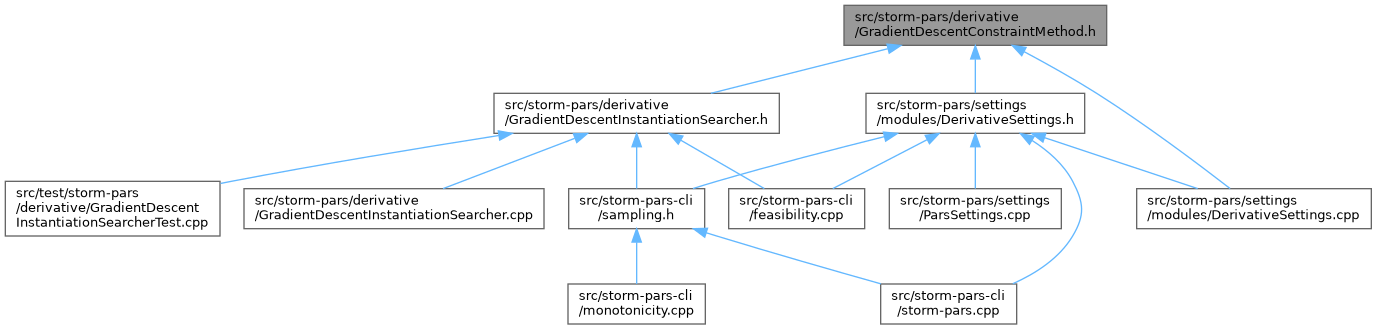 src/storm-pars/derivative
/GradientDescentConstraintMethod.h
src/storm-pars/derivative
/GradientDescentInstantiationSearcher.h
src/storm-pars/settings
/modules/DerivativeSettings.h
src/test/storm-pars
/derivative/GradientDescent
InstantiationSearcherTest.cpp
src/storm-pars/derivative
/GradientDescentInstantiationSearcher.cpp
src/storm-pars-cli
/sampling.h
src/storm-pars-cli
/feasibility.cpp
src/storm-pars/settings
/ParsSettings.cpp
src/storm-pars/settings
/modules/DerivativeSettings.cpp
src/storm-pars-cli
/monotonicity.cpp
src/storm-pars-cli
/storm-pars.cpp